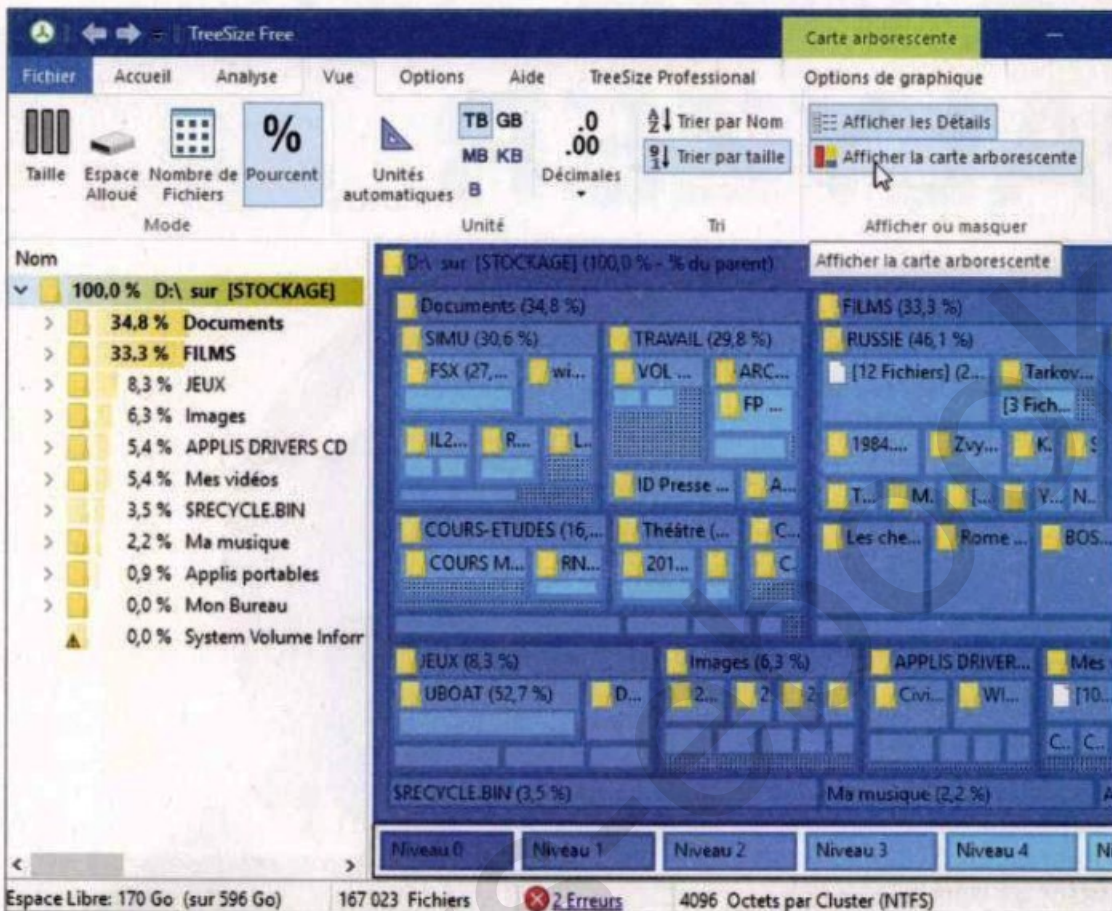 TreeSize Free
Carte arborescente
Fichier Accueil Analyse Vue Options Aide TreeSize Professional Options de graphique
Taille
Espace Alloué
Nombre de Fichiers
%
Pourcent
Mode
Unités automatiques
TB GB
MB KB
B
Unité
.0
.00
Décimales
Trier par Nom
Trier par taille
Tri
Afficher les Détails
Afficher la carte arborescente
Afficher ou masquer
Afficher la carte arborescente
Nom
100,0 % D:\ sur [STOCKAGE]
34,8 % Documents
33,3 % FILMS
8,3 % JEUX
6,3 % Images
5,4 % APPLIS DRIVERS CD
5,4 % Mes vidéos
3,5 % $RECYCLE.BIN
2,2 % Ma musique
0,9 % Applis portables
0,0 % Mon Bureau
0,0 % System Volume Inforr
D:\ sur [STOCKAGE] (100,0 % - % du parent)
Documents (34,8 %)
SIMU (30,6 %)
TRAVAIL (29,8 %)
FSX (27,... wi... VOL ... ARC...
FP ...
IL2... R... L..
ID Presse ... A...
COURS-ETUDES (16,... Théâtre (... C...
COURS M... RN... 201... C.
FILMS (33,3 %)
RUSSIE (46,1 %)
[12 Fichiers] (2... Tarkov...
[3 Fich...
1984.... Zvy... K. S
T... M. [... Y... N..
Les che... Rome ... BOS...
JEUX (8,3 %) Images (6,3 %) APPLIS DRIVER... Mes
UBOAT (52,7 %) D... 2... 2 2 Civi... WI... [10...
C.. C..
$RECYCLE.BIN (3,5 %) Ma musique (2,2 %) A
Niveau 0 Niveau 1 Niveau 2 Niveau 3 Niveau 4 Ni
Espace Libre: 170 Go (sur 596 Go) 167 023 Fichiers 2 Erreurs 4096 Octets par Cluster (NTFS)